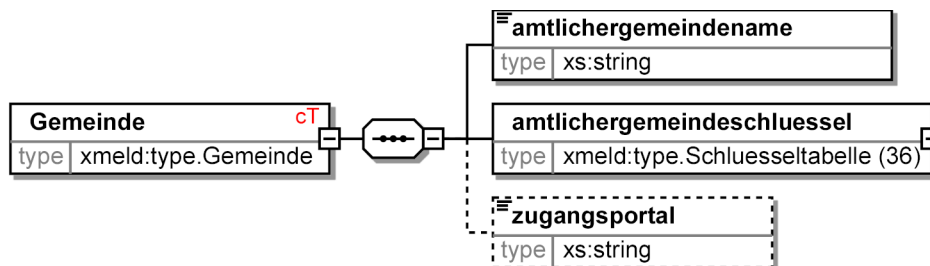 amtlichergemeindename
type xs:string
Gemeinde cT
type xmeld:type.Gemeinde
amtlichergemeindeschluessel
type xmeld:type.Schluesseltabelle (36)
zugangsportal
type xs:string